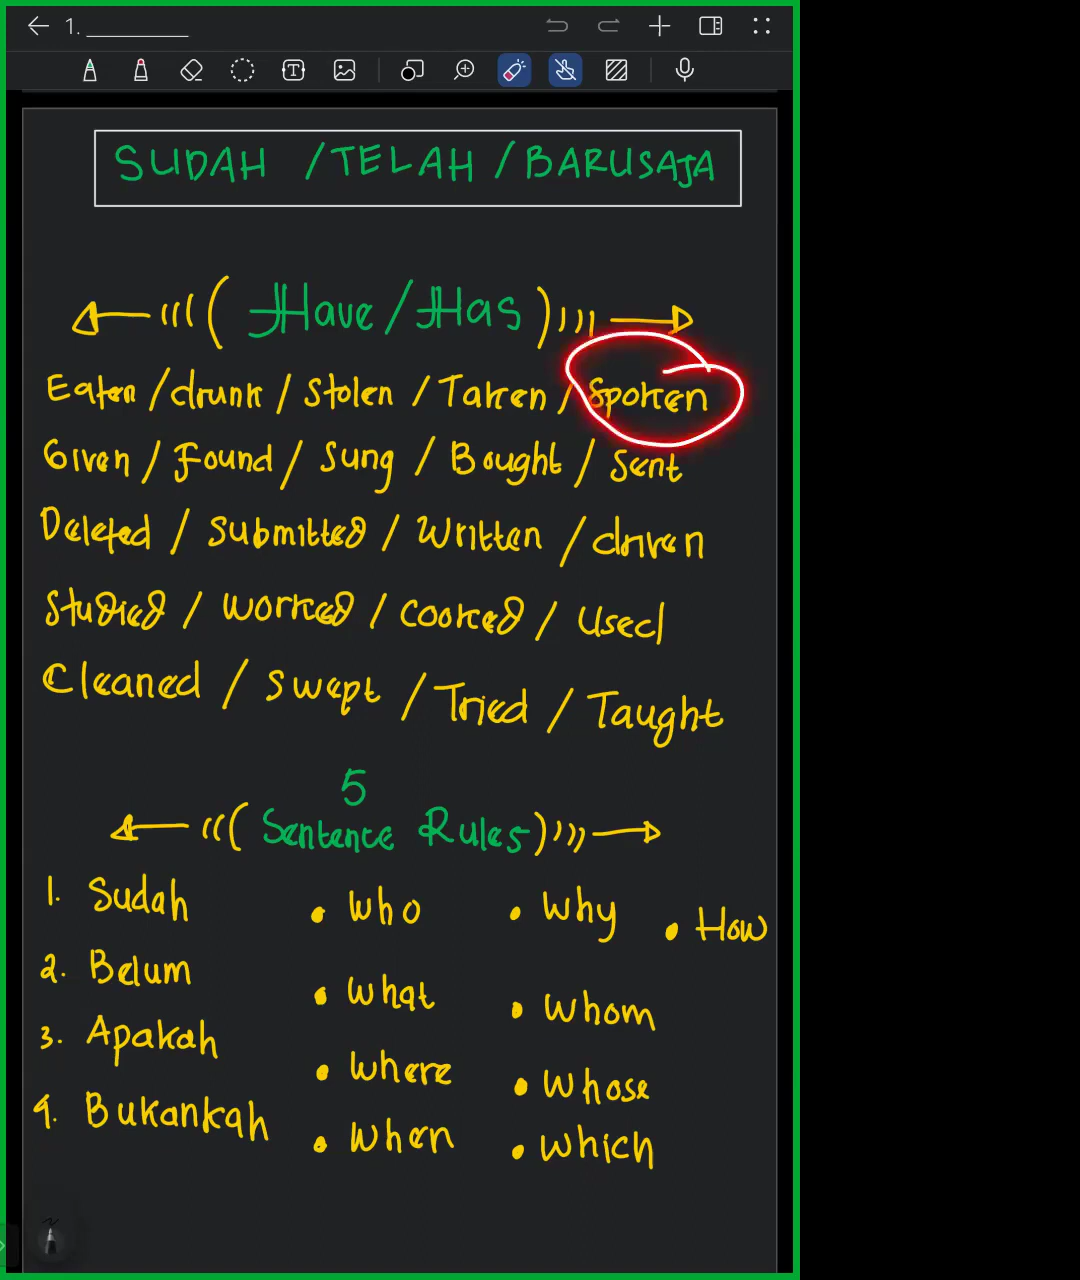 1. __________
SUDAH / TELAH / BARUSAJA
Have / Has
Eaten / drunk / Stolen / Taken / Spoken
Given / Found / Sung / Bought / Sent
Deleted / Submitted / Written / driven
Studied / Worked / Cooked / Used
Cleaned / Swept / Tried / Taught
5
Sentence Rules
1. Sudah • Who • Why • How
2. Belum • What • Whom
3. Apakah • Where • Whose
4. Bukankah • When • Which